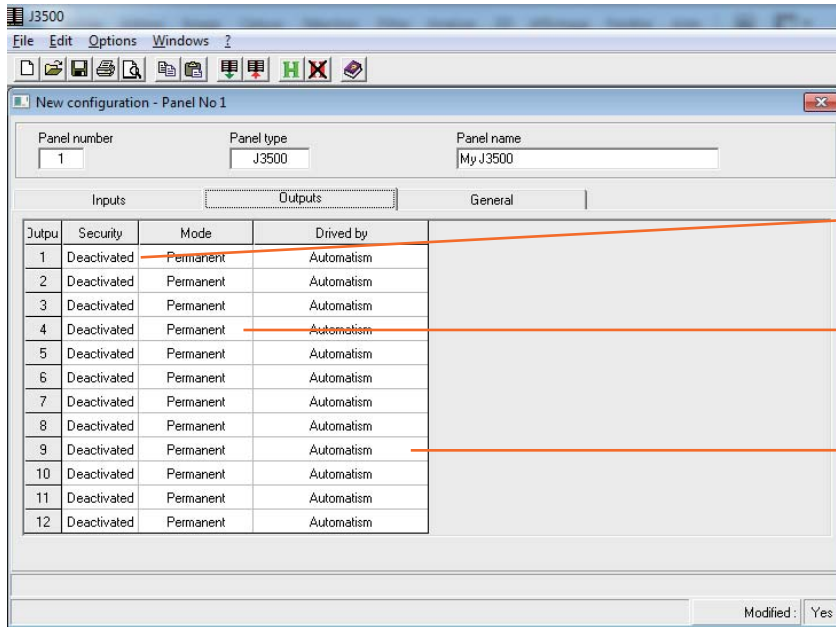 J3500
File Edit Options Windows ?
H
New configuration - Panel No 1
Panel number Panel type Panel name
1 J3500 My J3500
Inputs Outputs General
Outpu Security Mode Drived by
1 Deactivated Permanent Automatism
2 Deactivated Permanent Automatism
3 Deactivated Permanent Automatism
4 Deactivated Permanent Automatism
5 Deactivated Permanent Automatism
6 Deactivated Permanent Automatism
7 Deactivated Permanent Automatism
8 Deactivated Permanent Automatism
9 Deactivated Permanent Automatism
10 Deactivated Permanent Automatism
11 Deactivated Permanent Automatism
12 Deactivated Permanent Automatism
Modified : Yes